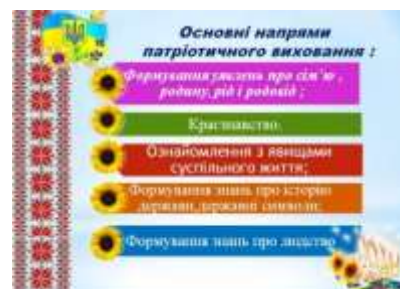 Основні напрями
патріотичного виховання :
Формування уявлень про сім'ю ,
родину, рід і родовід ;
Краєзнавство.
Ознайомлення з явищами
суспільного життя;
Формування знань про історію
держави, державні символи;
Формування знань про людство